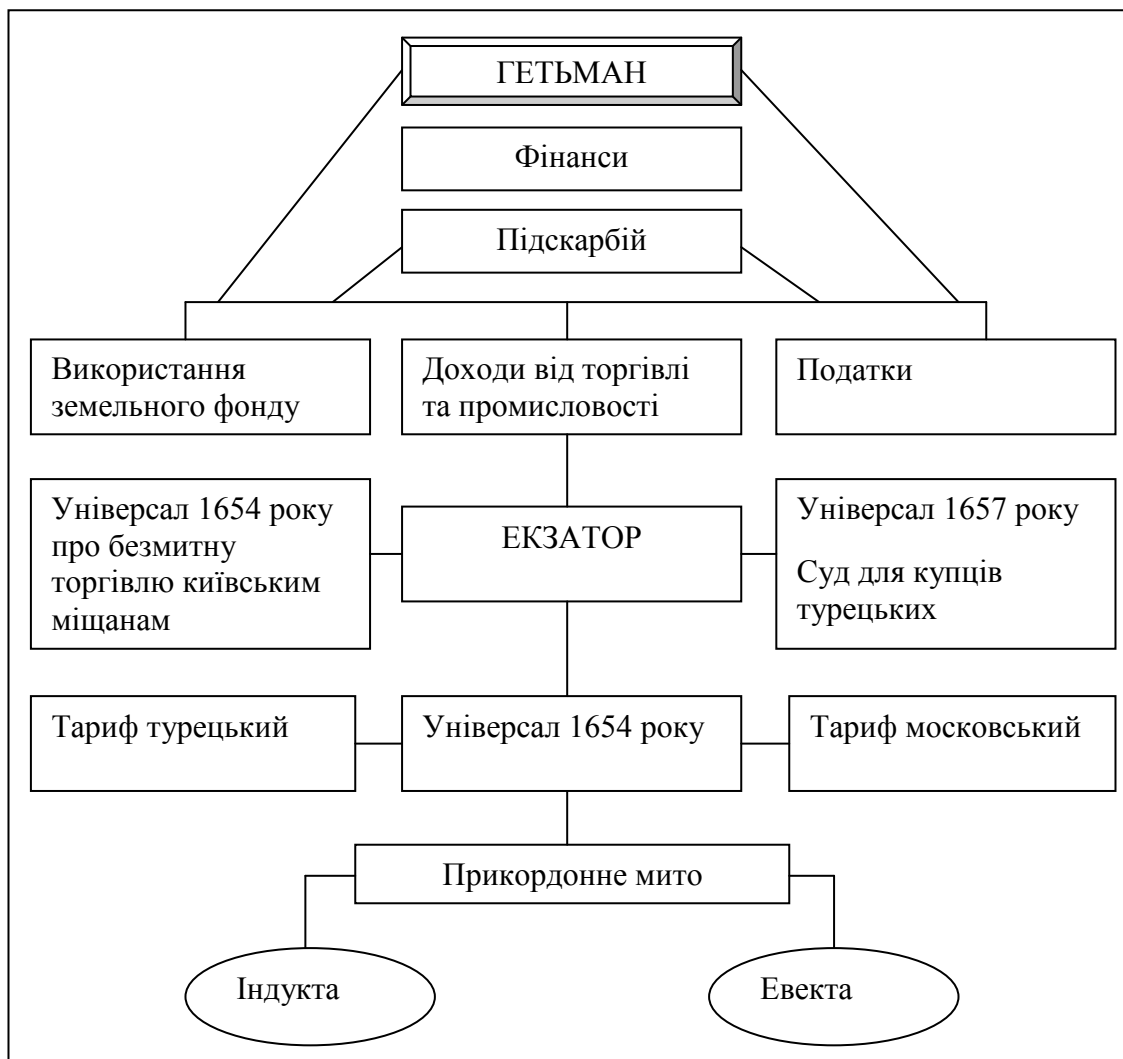 ГЕТЬМАН
Фінанси
Підскарбій
Використання
земельного фонду
Доходи від торгівлі
та промисловості
Податки
Універсал 1654 року
про безмитну
торгівлю київським
міщанам
ЕКЗАТОР
Універсал 1657 року
Суд для купців
турецьких
Тариф турецький
Універсал 1654 року
Тариф московський
Прикордонне мито
Індукта
Евекта